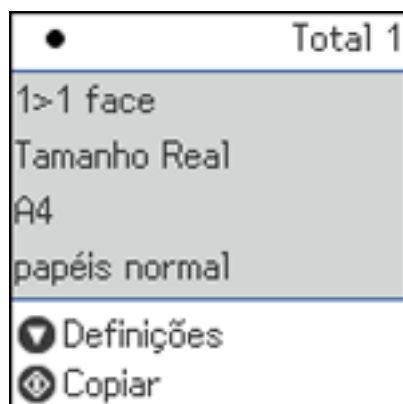 Total 1
1>1 face
Tamanho Real
A4
papéis normal
Definições
Copiar